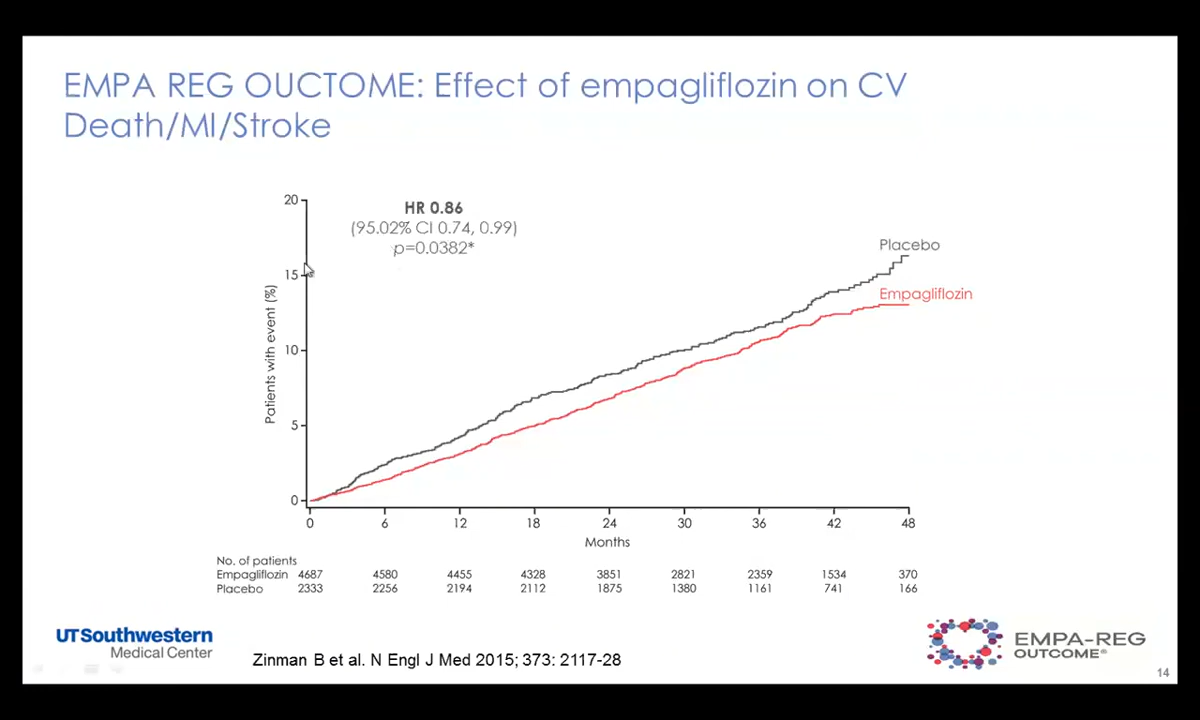 EMPA REG OUCTOME: Effect of empagliflozin on CV
Death/MI/Stroke
20
HR 0.86
(95.02% CI 0.74, 0.99)
p=0.0382*
Placebo
15
Empagliflozin
Patients with event (%)
10
5
0
0 6 12 18 24 30 36 42 48
Months
No. of patients
Empagliflozin 4687 4580 4455 4328 3851 2821 2359 1534 370
Placebo 2333 2256 2194 2112 1875 1380 1161 741 166
UTSouthwestern
Medical Center
Zinman B et al. N Engl J Med 2015; 373: 2117-28
EMPA-REG
OUTCOME®
14